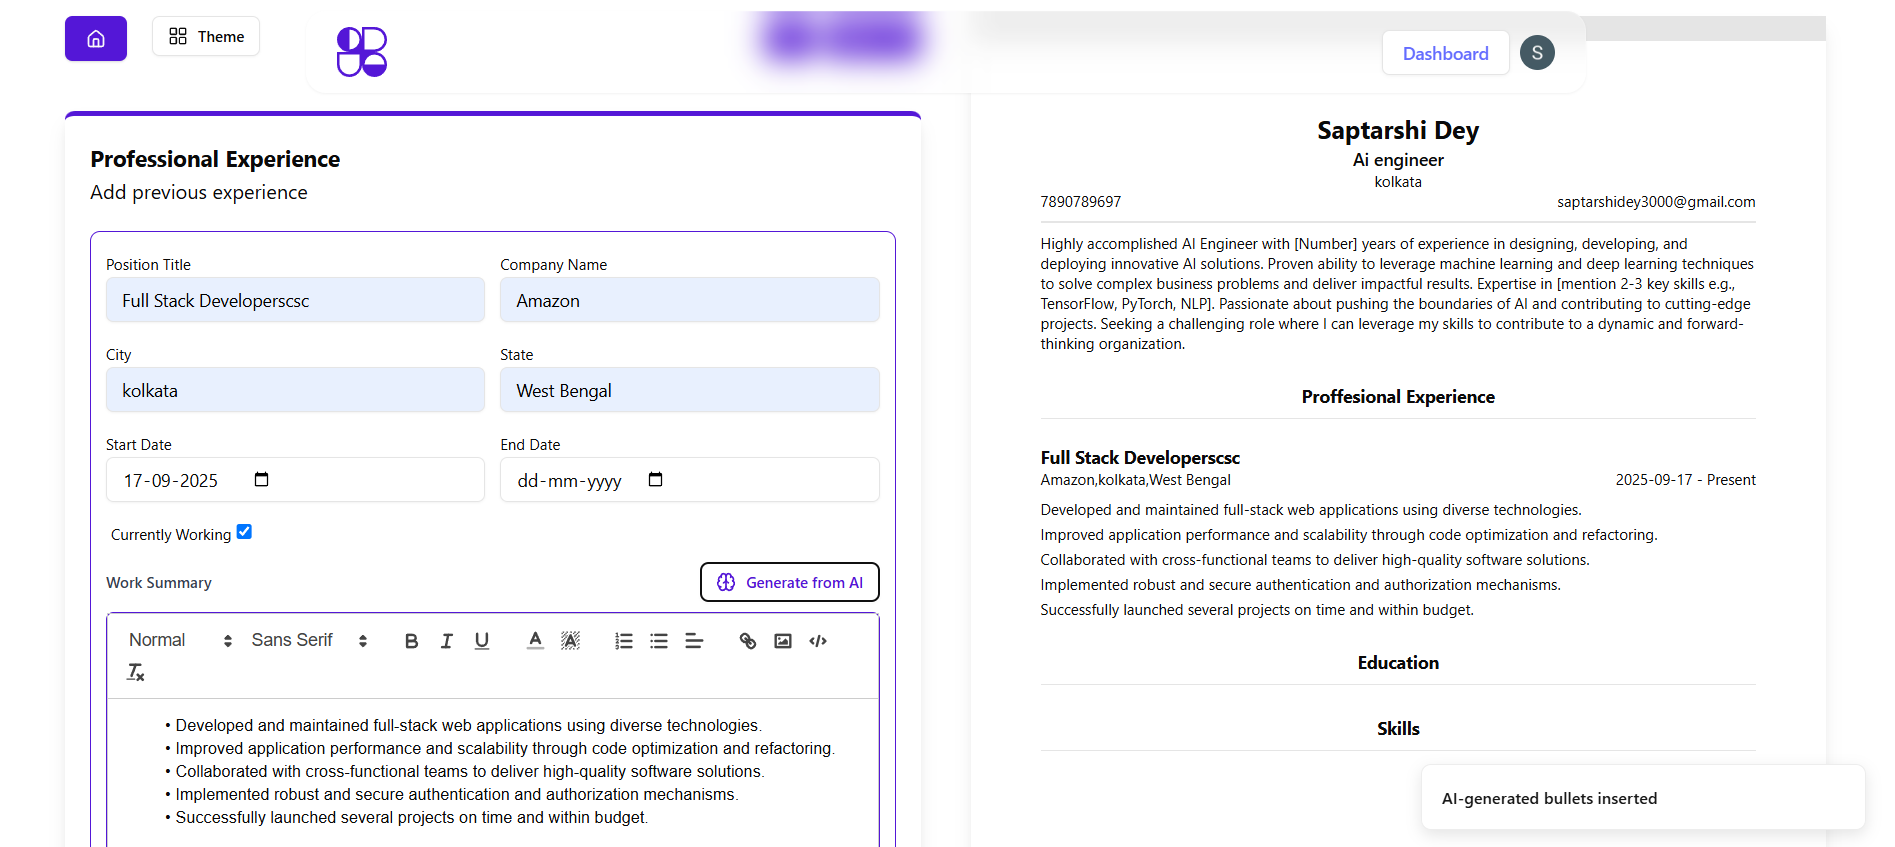 Theme
Dashboard
S
Professional Experience
Add previous experience
Position Title
Company Name
Full Stack Developerscsc
Amazon
City
State
kolkata
West Bengal
Start Date
End Date
17-09-2025
dd-mm-yyyy
Currently Working
Work Summary
Generate from AI
Normal
Sans Serif
• Developed and maintained full-stack web applications using diverse technologies.
• Improved application performance and scalability through code optimization and refactoring.
• Collaborated with cross-functional teams to deliver high-quality software solutions.
• Implemented robust and secure authentication and authorization mechanisms.
• Successfully launched several projects on time and within budget.
Saptarshi Dey
Ai engineer
kolkata
7890789697
saptarshidey3000@gmail.com
Highly accomplished AI Engineer with [Number] years of experience in designing, developing, and
deploying innovative AI solutions. Proven ability to leverage machine learning and deep learning techniques
to solve complex business problems and deliver impactful results. Expertise in [mention 2-3 key skills e.g.,
TensorFlow, PyTorch, NLP]. Passionate about pushing the boundaries of AI and contributing to cutting-edge
projects. Seeking a challenging role where I can leverage my skills to contribute to a dynamic and forward-
thinking organization.
Proffesional Experience
Full Stack Developerscsc
Amazon,kolkata,West Bengal
2025-09-17 - Present
Developed and maintained full-stack web applications using diverse technologies.
Improved application performance and scalability through code optimization and refactoring.
Collaborated with cross-functional teams to deliver high-quality software solutions.
Implemented robust and secure authentication and authorization mechanisms.
Successfully launched several projects on time and within budget.
Education
Skills
AI-generated bullets inserted